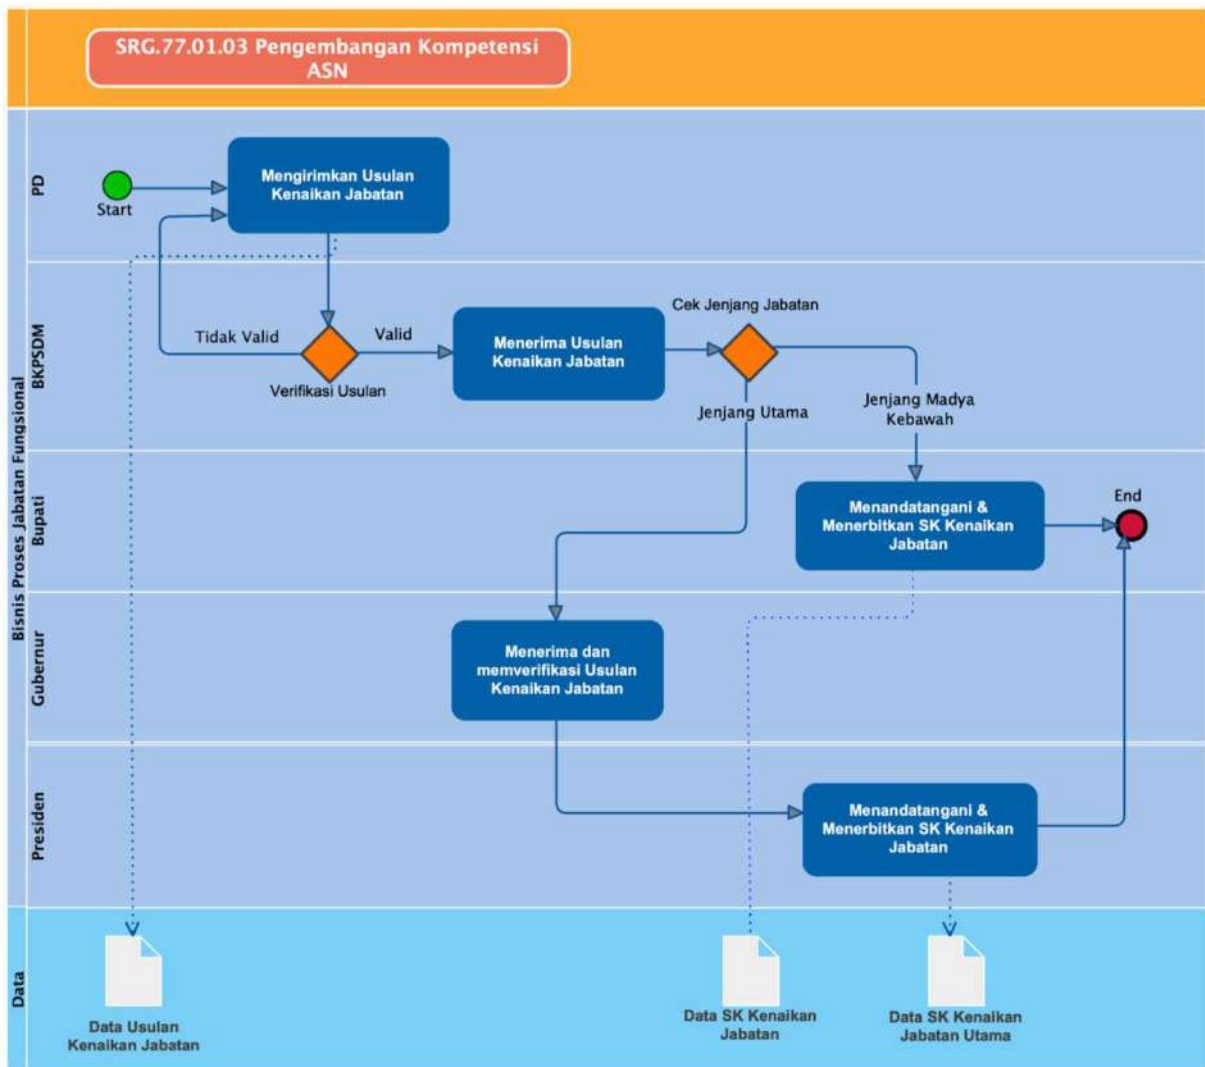 SRG.77.01.03 Pengembangan Kompetensi
ASN
Bisnis Proses Jabatan Fungsional
PD
Start
Mengirimkan Usulan
Kenaikan Jabatan
BKPSDM
Tidak Valid
Valid
Verifikasi Usulan
Menerima Usulan
Kenaikan Jabatan
Cek Jenjang Jabatan
Jenjang Utama
Jenjang Madya
Kebawah
Bupati
Menandatangani &
Menerbitkan SK Kenaikan
Jabatan
End
Gubernur
Menerima dan
memverifikasi Usulan
Kenaikan Jabatan
Presiden
Menandatangani &
Menerbitkan SK Kenaikan
Jabatan
Data
Data Usulan
Kenaikan Jabatan
Data SK Kenaikan
Jabatan
Data SK Kenaikan
Jabatan Utama